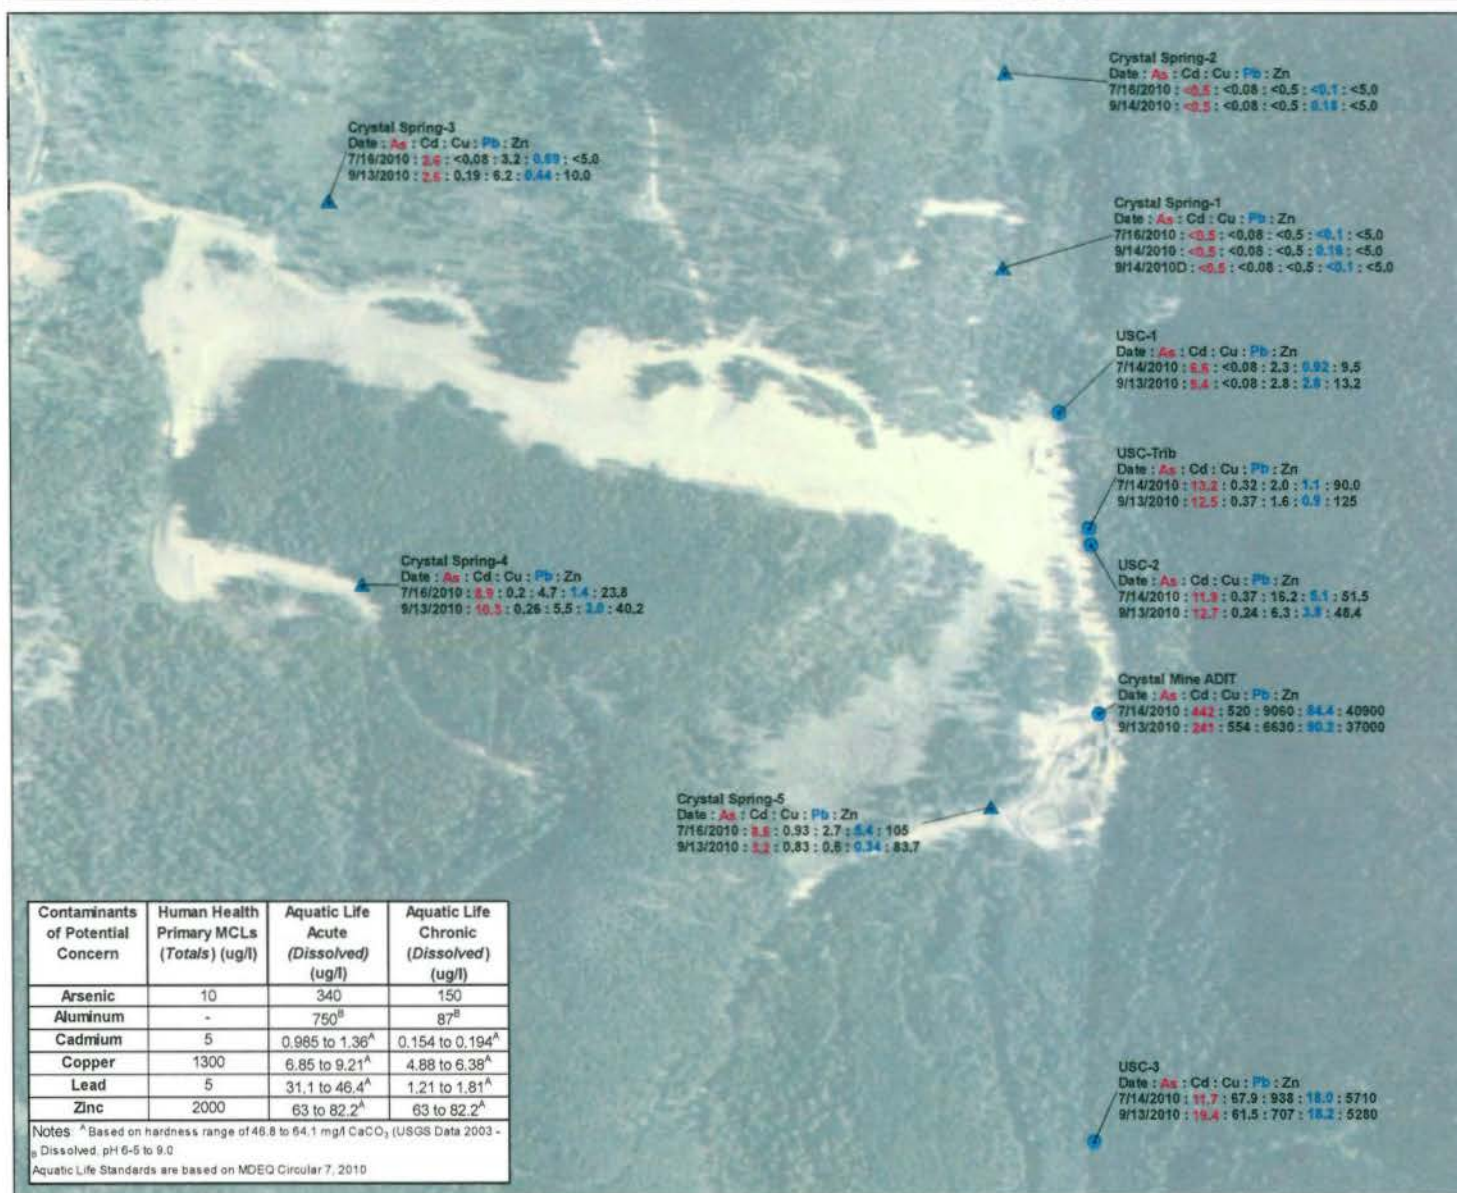 Crystal Spring-2
Date : As : Cd : Cu : Pb : Zn
7/16/2010 : <0.5 : <0.08 : <0.5 : <0.1 : <5.0
9/14/2010 : <0.5 : <0.08 : <0.5 : 0.18 : <5.0
Crystal Spring-3
Date : As : Cd : Cu : Pb : Zn
7/16/2010 : 2.6 : <0.08 : 3.2 : 0.89 : <5.0
9/13/2010 : 2.6 : 0.19 : 6.2 : 0.44 : 10.0
Crystal Spring-1
Date : As : Cd : Cu : Pb : Zn
7/16/2010 : <0.5 : <0.08 : <0.5 : <0.1 : <5.0
9/14/2010 : <0.5 : <0.08 : <0.5 : 0.18 : <5.0
9/14/2010D : <0.5 : <0.08 : <0.5 : <0.1 : <5.0
USC-1
Date : As : Cd : Cu : Pb : Zn
7/14/2010 : 6.6 : <0.08 : 2.3 : 0.92 : 9.5
9/13/2010 : 5.4 : <0.08 : 2.8 : 2.8 : 13.2
USC-Trib
Date : As : Cd : Cu : Pb : Zn
7/14/2010 : 13.2 : 0.32 : 2.0 : 1.1 : 90.0
9/13/2010 : 12.5 : 0.37 : 1.6 : 0.9 : 125
Crystal Spring-4
Date : As : Cd : Cu : Pb : Zn
7/16/2010 : 8.9 : 0.2 : 4.7 : 1.4 : 23.8
9/13/2010 : 10.3 : 0.26 : 5.5 : 2.0 : 40.2
USC-2
Date : As : Cd : Cu : Pb : Zn
7/14/2010 : 11.9 : 0.37 : 16.2 : 5.1 : 51.5
9/13/2010 : 12.7 : 0.24 : 6.3 : 3.8 : 48.4
Crystal Mine ADIT
Date : As : Cd : Cu : Pb : Zn
7/14/2010 : 442 : 520 : 9060 : 84.4 : 40900
9/13/2010 : 241 : 554 : 6630 : 90.2 : 37000
Crystal Spring-5
Date : As : Cd : Cu : Pb : Zn
7/16/2010 : 8.6 : 0.93 : 2.7 : 5.4 : 105
9/13/2010 : 3.2 : 0.83 : 0.6 : 0.34 : 83.7
Contaminants of Potential Concern Human Health Primary MCLs (Totals) (ug/l) Aquatic Life Acute (Dissolved) (ug/l) Aquatic Life Chronic (Dissolved) (ug/l)
Arsenic 10 340 150
Aluminum - 750B 87B
Cadmium 5 0.985 to 1.36A 0.154 to 0.194A
Copper 1300 6.85 to 9.21A 4.88 to 6.38A
Lead 5 31.1 to 46.4A 1.21 to 1.81A
Zinc 2000 63 to 82.2A 63 to 82.2A
Notes: A Based on hardness range of 46.8 to 64.1 mg/l CaCO3 (USGS Data 2003 -
B Dissolved, pH 6-5 to 9.0
Aquatic Life Standards are based on MDEQ Circular 7, 2010
USC-3
Date : As : Cd : Cu : Pb : Zn
7/14/2010 : 11.7 : 67.9 : 938 : 18.0 : 5710
9/13/2010 : 19.4 : 61.5 : 707 : 18.2 : 5280